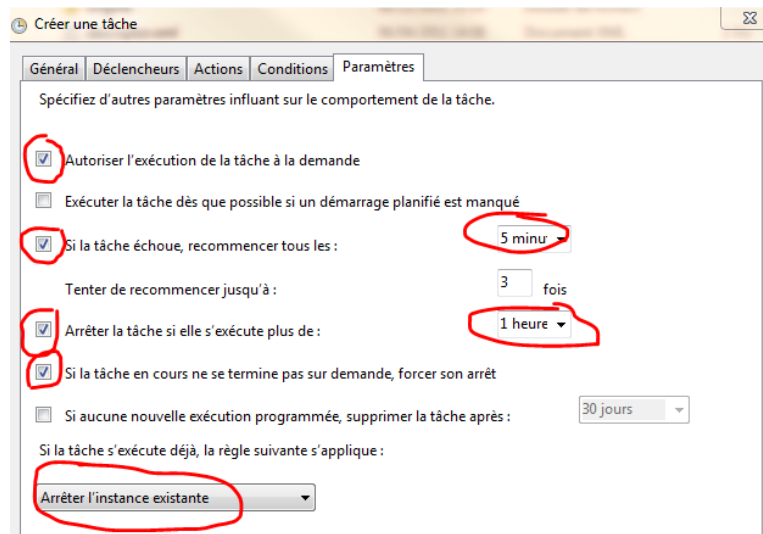 Créer une tâche
Général Déclencheurs Actions Conditions Paramètres
Spécifiez d'autres paramètres influant sur le comportement de la tâche.
Autoriser l'exécution de la tâche à la demande
Exécuter la tâche dès que possible si un démarrage planifié est manqué
Si la tâche échoue, recommencer tous les : 5 minu
Tenter de recommencer jusqu'à : 3 fois
Arrêter la tâche si elle s'exécute plus de : 1 heure
Si la tâche en cours ne se termine pas sur demande, forcer son arrêt
Si aucune nouvelle exécution programmée, supprimer la tâche après : 30 jours
Si la tâche s'exécute déjà, la règle suivante s'applique :
Arrêter l'instance existante